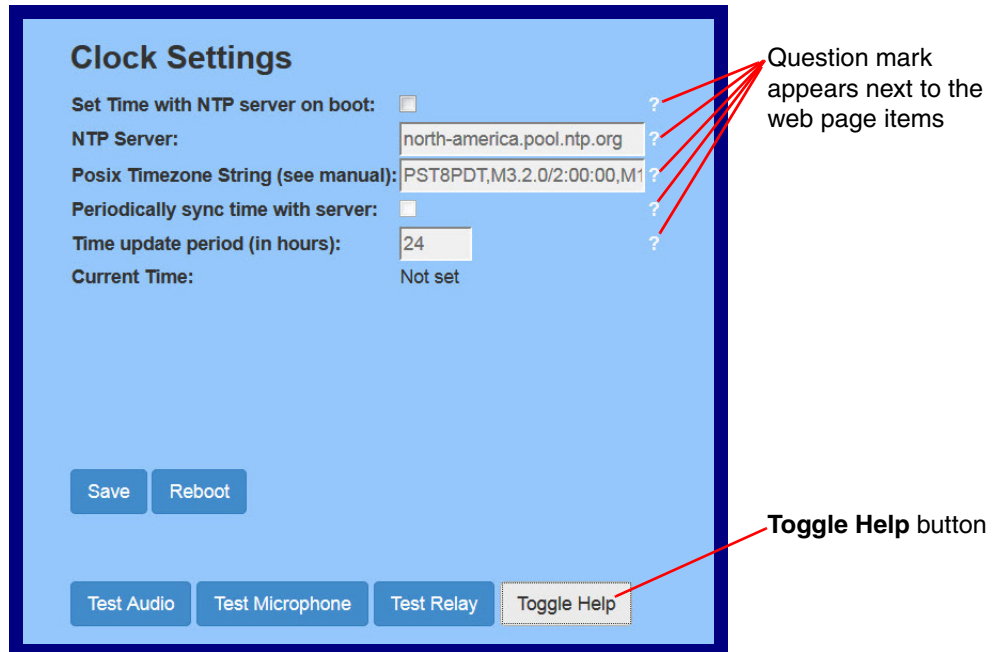 Clock Settings
Set Time with NTP server on boot: ?
NTP Server: north-america.pool.ntp.org ?
Posix Timezone String (see manual): PST8PDT,M3.2.0/2:00:00,M1 ?
Periodically sync time with server: ?
Time update period (in hours): 24 ?
Current Time: Not set
Save Reboot
Test Audio Test Microphone Test Relay Toggle Help
Question mark
appears next to the
web page items
Toggle Help button